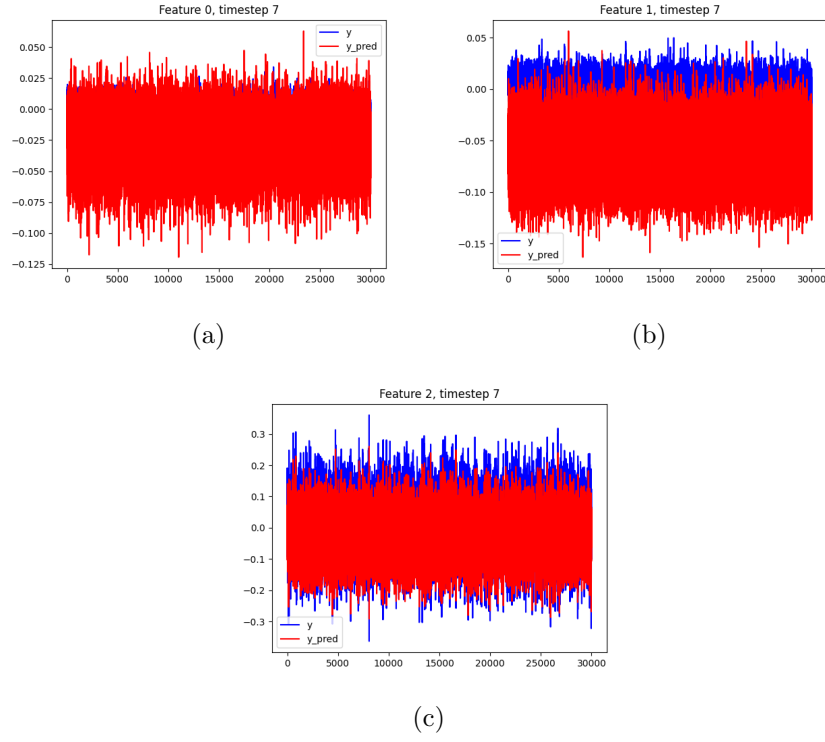 Feature 0, timestep 7
y
y_pred
0.050
0.025
0.000
−0.025
−0.050
−0.075
−0.100
−0.125
0 5000 10000 15000 20000 25000 30000
(a)
Feature 1, timestep 7
0.05
0.00
−0.05
−0.10
−0.15
y
y_pred
0 5000 10000 15000 20000 25000 30000
(b)
Feature 2, timestep 7
0.3
0.2
0.1
0.0
−0.1
−0.2
−0.3
y
y_pred
0 5000 10000 15000 20000 25000 30000
(c)